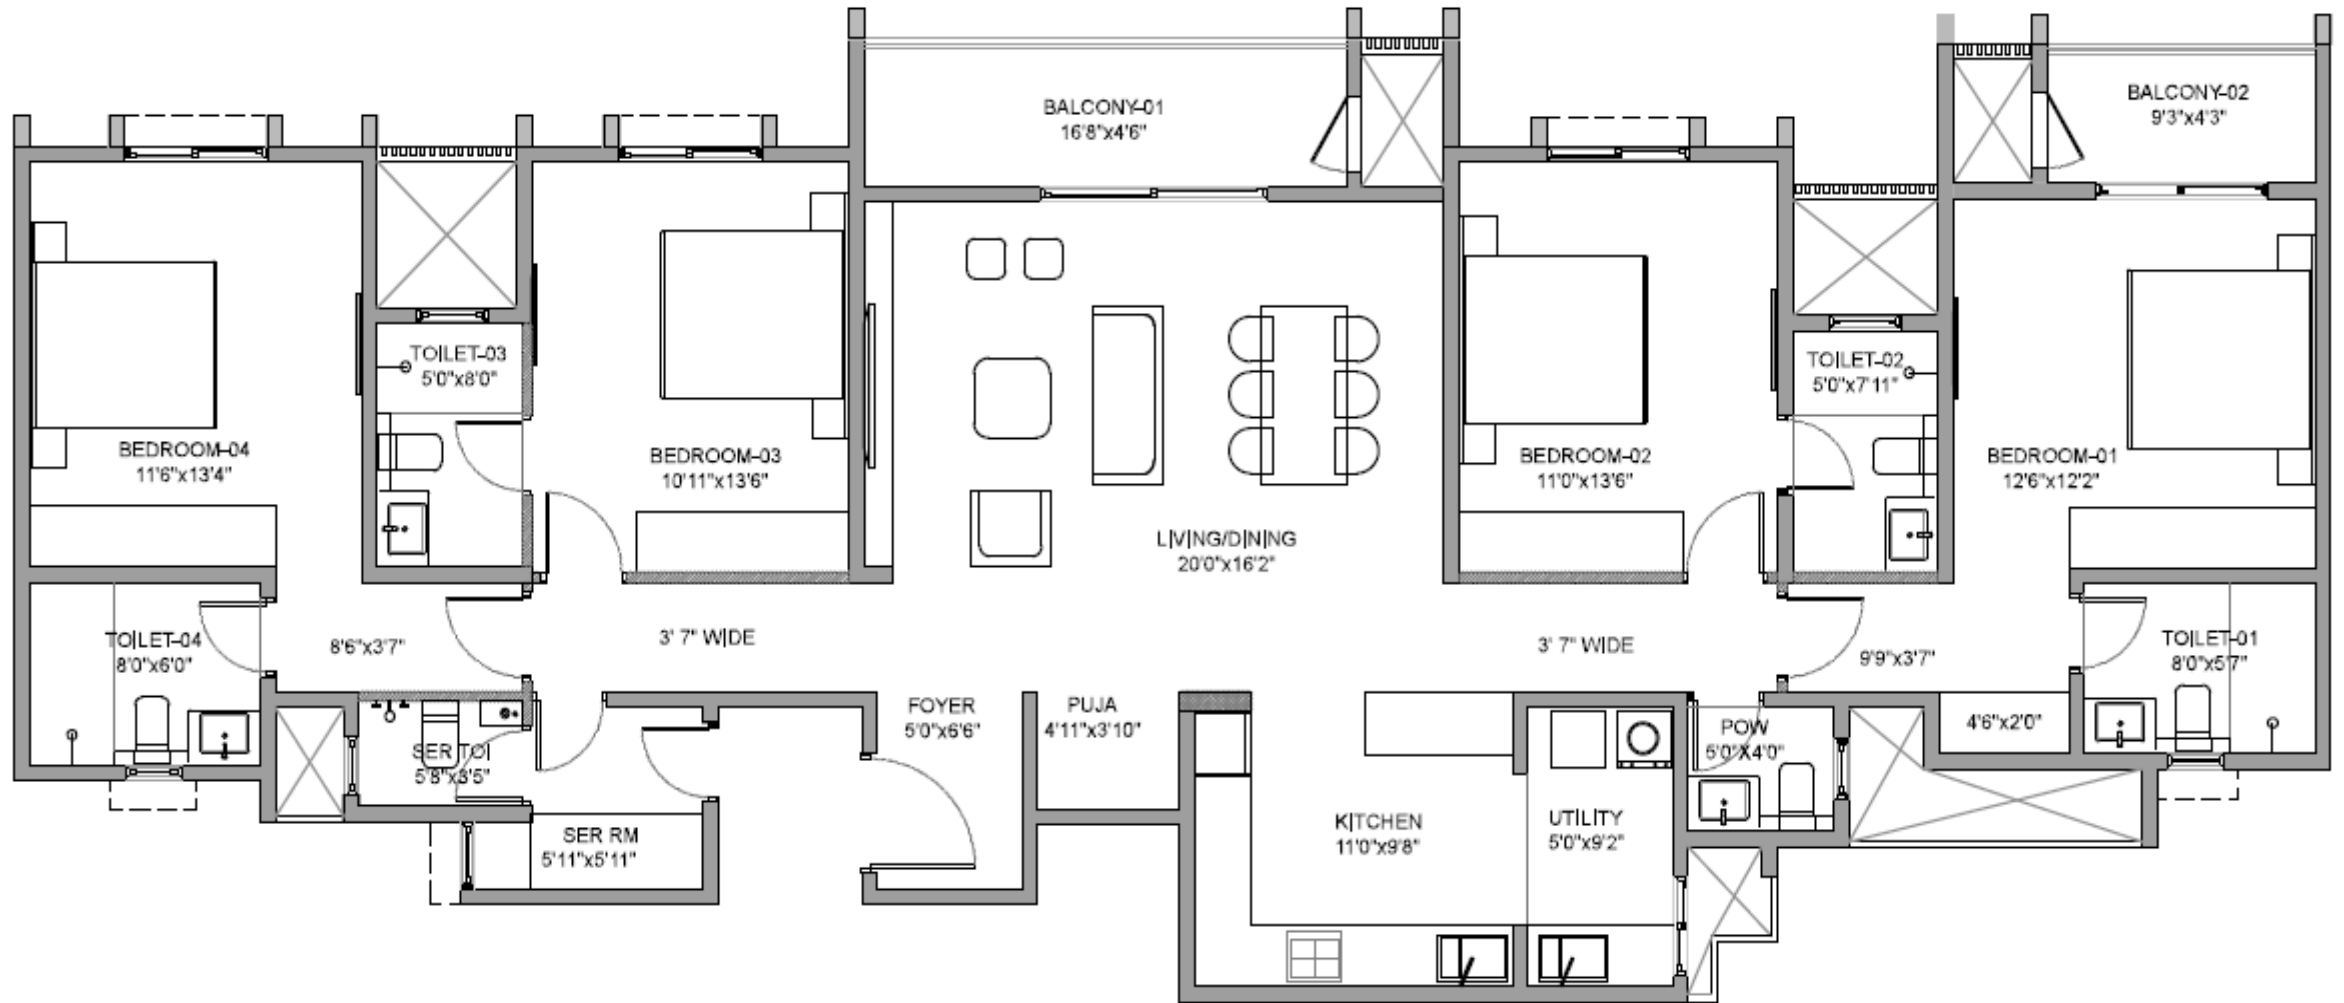 BALCONY-01
16'8"x4'6"
BALCONY-02
9'3"x4'3"
TOILET-03
5'0"x8'0"
TOILET-02
5'0"x7'11"
BEDROOM-04
11'6"x13'4"
BEDROOM-03
10'11"x13'6"
BEDROOM-02
11'0"x13'6"
BEDROOM-01
12'6"x12'2"
LIVING/DINING
20'0"x16'2"
TOILET-04
8'0"x6'0"
8'6"x3'7"
3' 7" WIDE
3' 7" WIDE
9'9"x3'7"
TOILET-01
8'0"x5'7"
FOYER
5'0"x6'6"
PUJA
4'11"x3'10"
4'6"x2'0"
SER TOI
5'8"x3'5"
POW
5'0"X4'0"
SER RM
5'11"x5'11"
KITCHEN
11'0"x9'8"
UTILITY
5'0"x9'2"